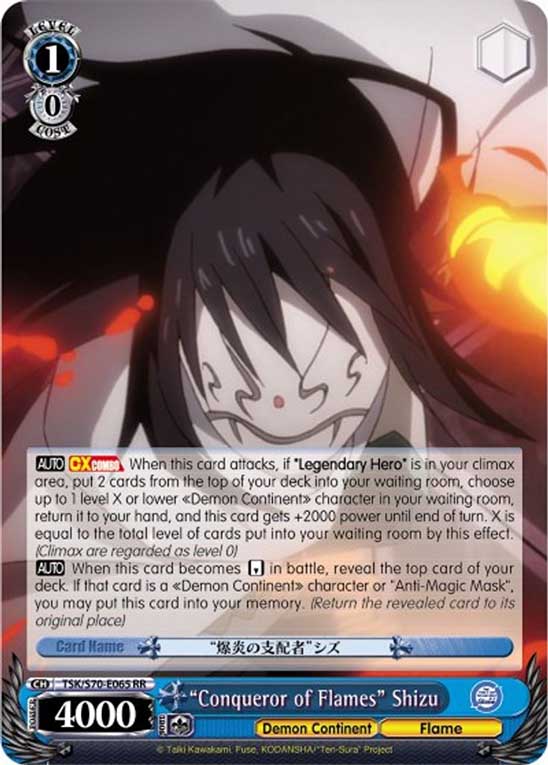 LEVEL
1
0
COST
AUTO CX COMBO When this card attacks, if "Legendary Hero" is in your climax
area, put 2 cards from the top of your deck into your waiting room, choose
up to 1 level X or lower «Demon Continent» character in your waiting room,
return it to your hand, and this card gets +2000 power until end of turn. X is
equal to the total level of cards put into your waiting room by this effect.
(Climax are regarded as level 0)
AUTO When this card becomes in battle, reveal the top card of your
deck. If that card is a «Demon Continent» character or "Anti-Magic Mask",
you may put this card into your memory. (Return the revealed card to its
original place)
Card Name "爆炎の支配者"シズ
CH TSK/S70-E065 RR
"Conqueror of Flames" Shizu
POWER 4000 SOUL
Demon Continent Flame
© Taiki Kawakami, Fuse, KODANSHA/"Ten-Sura" Project